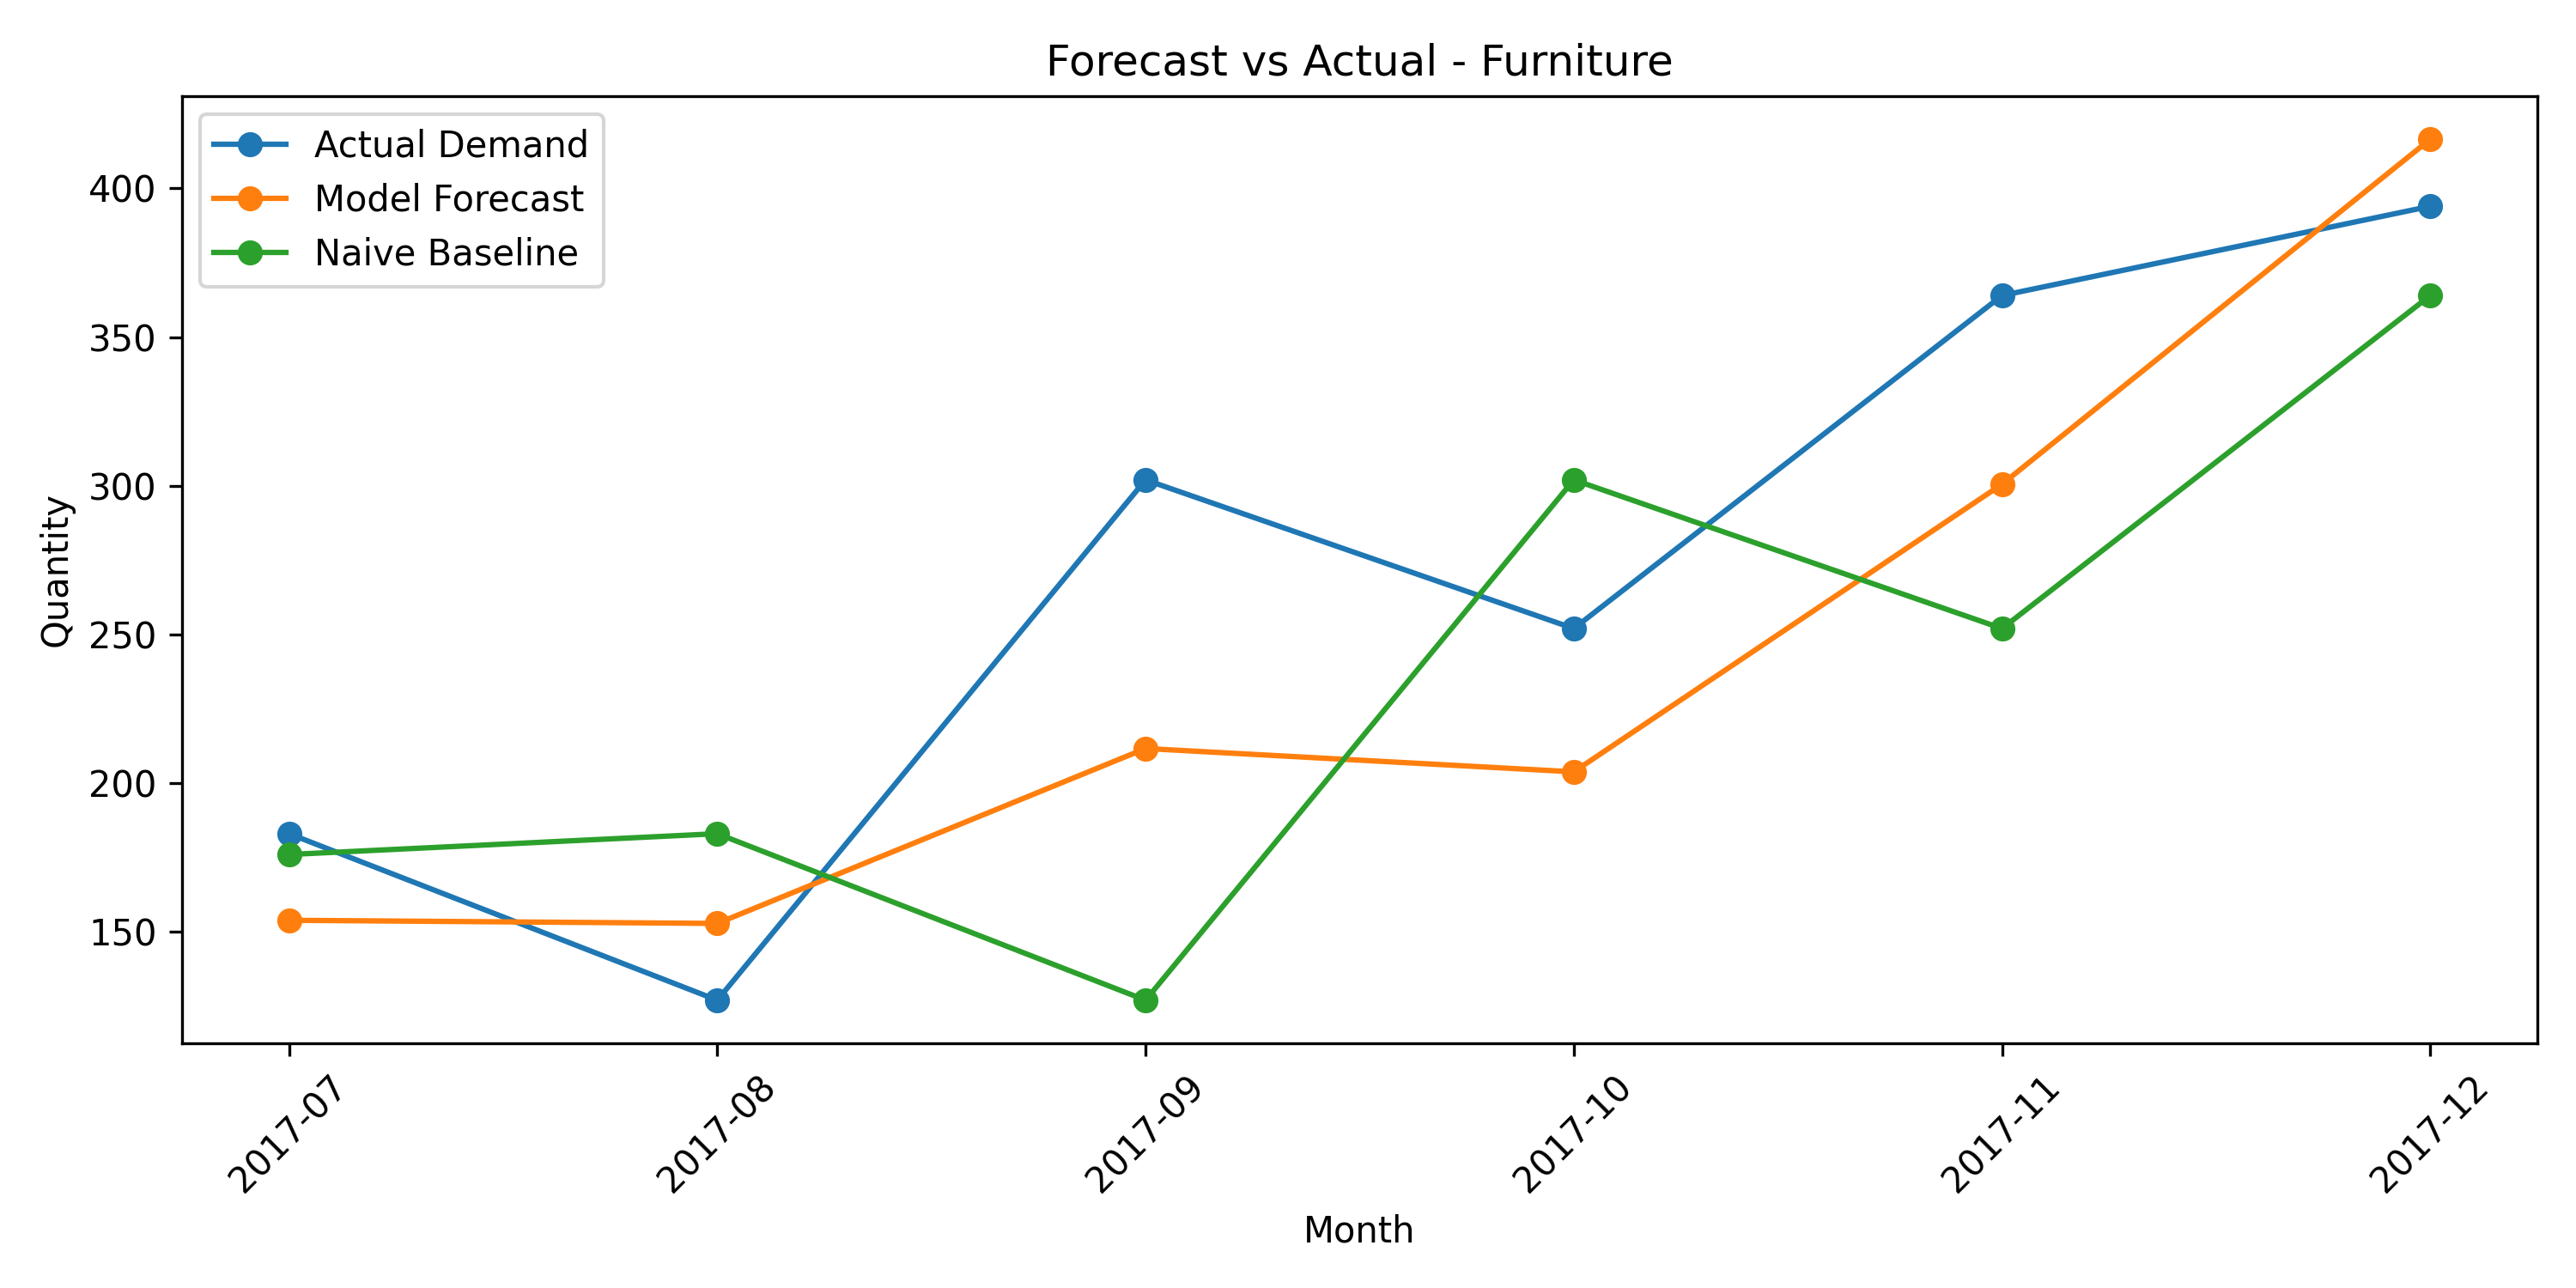 Forecast vs Actual - Furniture
Actual Demand
Model Forecast
Naive Baseline
Quantity
400
350
300
250
200
150
2017-07
2017-08
2017-09
2017-10
2017-11
2017-12
Month